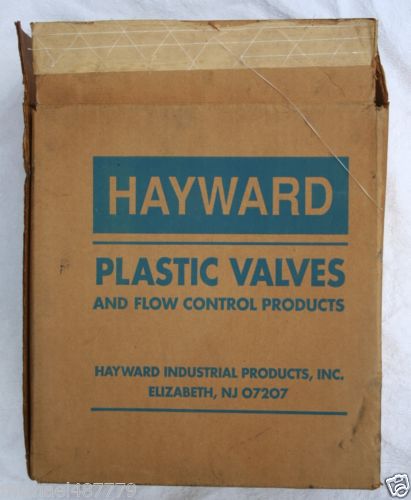 HAYWARD
PLASTIC VALVES
AND FLOW CONTROL PRODUCTS
HAYWARD INDUSTRIAL PRODUCTS, INC.
ELIZABETH, NJ 07207